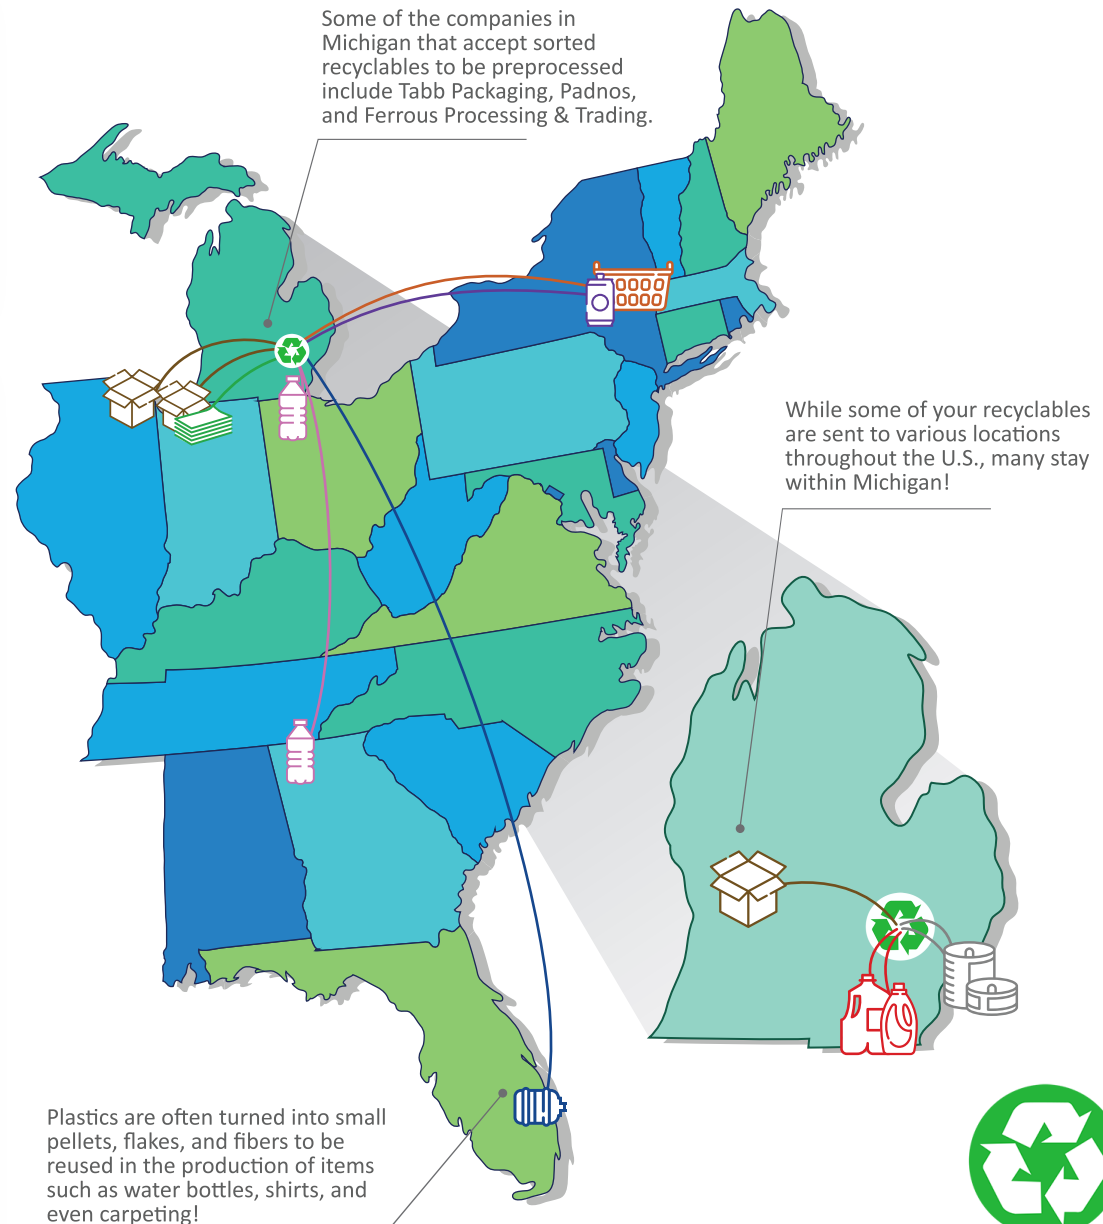 Some of the companies in
Michigan that accept sorted
recyclables to be preprocessed
include Tabb Packaging, Padnos,
and Ferrous Processing & Trading.
While some of your recyclables
are sent to various locations
throughout the U.S., many stay
within Michigan!
Plastics are often turned into small
pellets, flakes, and fibers to be
reused in the production of items
such as water bottles, shirts, and
even carpeting!